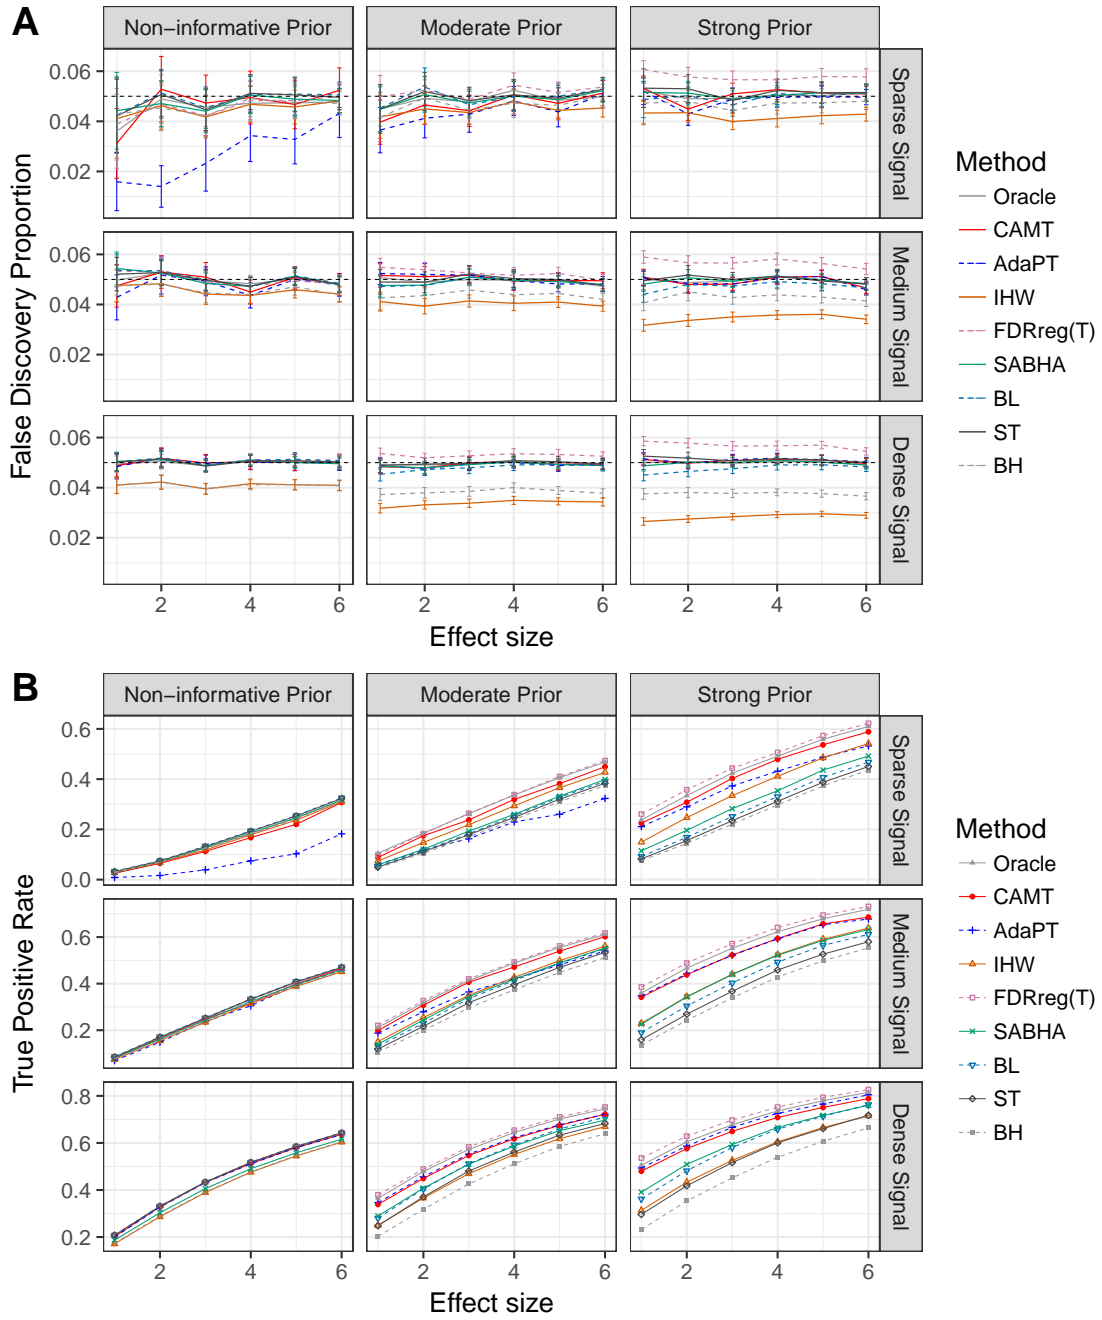 A
Non−informative Prior
Moderate Prior
Strong Prior
0.06
0.04
0.02
Sparse Signal
0.06
0.04
0.02
Medium Signal
0.06
0.04
0.02
Dense Signal
False Discovery Proportion
2
4
6
2
4
6
2
4
6
Effect size
Method
Oracle
CAMT
AdaPT
IHW
FDRreg(T)
SABHA
BL
ST
BH
B
Non−informative Prior
Moderate Prior
Strong Prior
0.6
0.4
0.2
0.0
Sparse Signal
0.6
0.4
0.2
Medium Signal
0.8
0.6
0.4
0.2
Dense Signal
True Positive Rate
2
4
6
2
4
6
2
4
6
Effect size
Method
Oracle
CAMT
AdaPT
IHW
FDRreg(T)
SABHA
BL
ST
BH